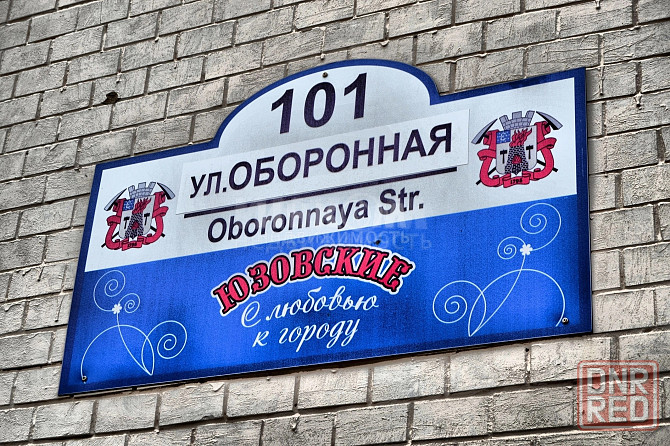 101
УЛ.ОБОРОННАЯ
Oboronnaya Str.
ЮЗОВСКИЕ
С любовью
к городу
DNR
RED